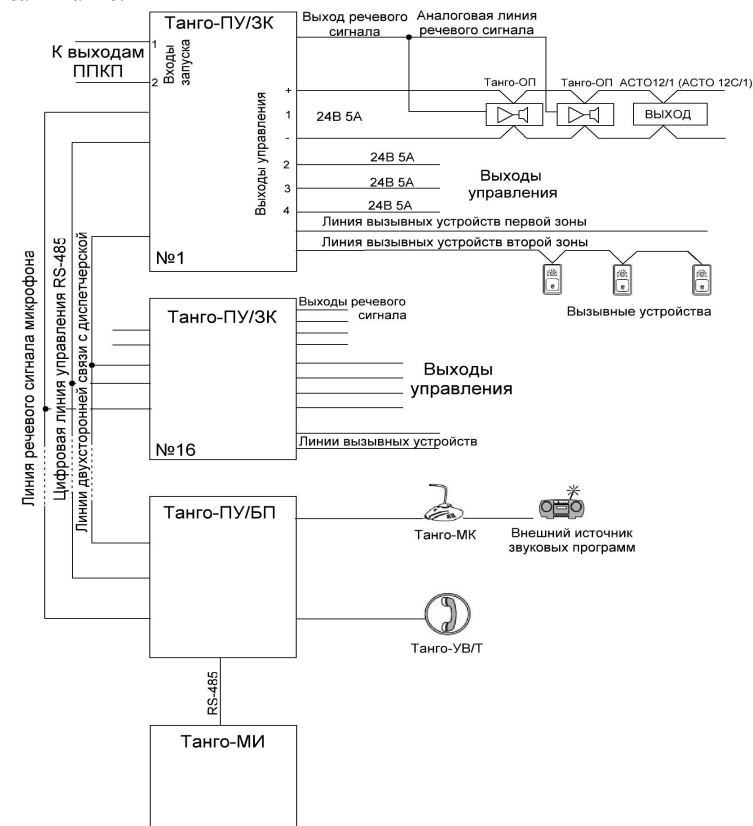 Танго-ПУ/ЗК
Выход речевого
сигнала
Аналоговая линия
речевого сигнала
К выходам
ППКП
1
2
Входы
запуска
Танго-ОП
Танго-ОП
АСТО12/1 (АСТО 12С/1)
+
1
-
24В 5А
ВЫХОД
Выходы управления
2
3
4
24В 5А
24В 5А
24В 5А
Выходы
управления
Линия вызывных устройств первой зоны
Линия вызывных устройств второй зоны
№1
Вызывные устройства
Линия речевого сигнала микрофона
Цифровая линия управления RS-485
Линии двухсторонней связи с диспетчерской
Танго-ПУ/ЗК
Выходы речевого
сигнала
Выходы
управления
№16
Линии вызывных устройств
Танго-ПУ/БП
Танго-МК
Внешний источник
звуковых программ
Танго-УВ/Т
RS-485
Танго-МИ